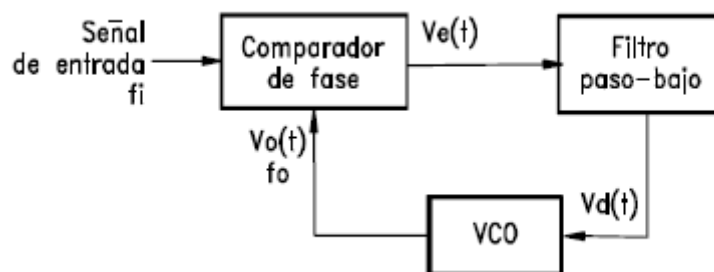 Señal
de entrada
fi
Comparador
de fase
Ve(t)
Filtro
paso-bajo
Vo(t)
fo
VCO
Vd(t)